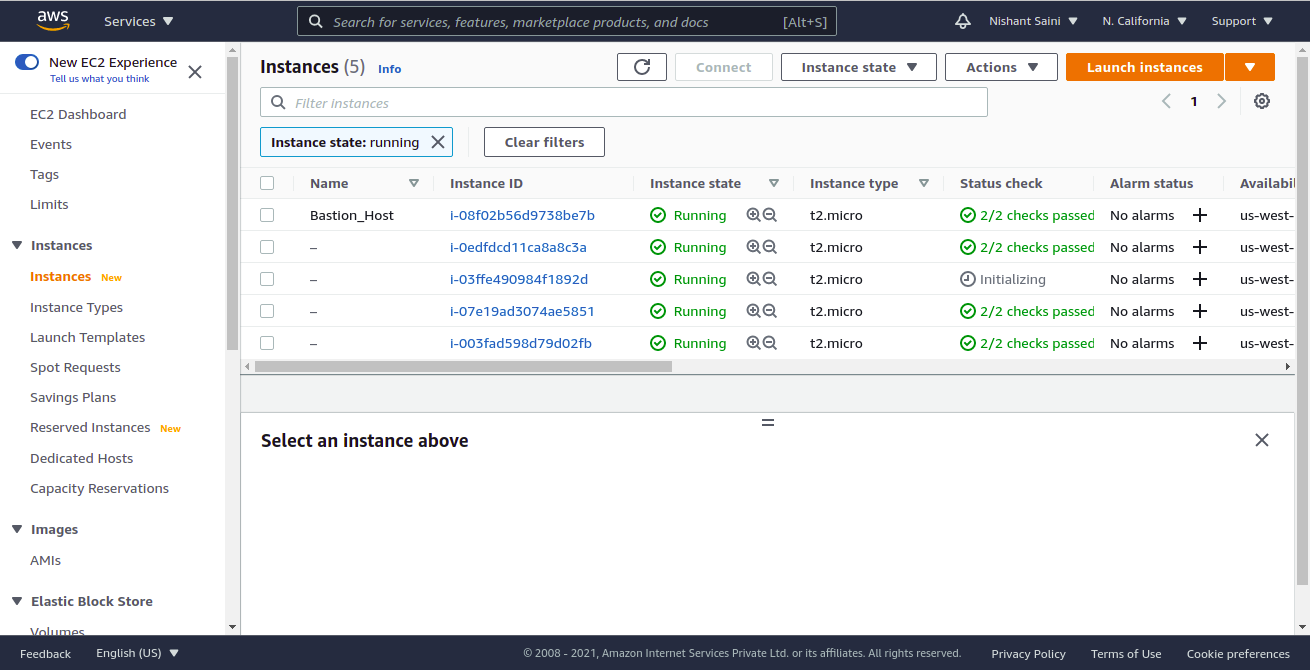 aws Services Search for services, features, marketplace products, and docs [Alt+S] Nishant Saini N. California Support
New EC2 Experience
Tell us what you think
EC2 Dashboard
Events
Tags
Limits
Instances
Instances New
Instance Types
Launch Templates
Spot Requests
Savings Plans
Reserved Instances New
Dedicated Hosts
Capacity Reservations
Images
AMIs
Elastic Block Store
Volumes
Instances (5) Info Connect Instance state Actions Launch instances
Filter instances 1
Instance state: running Clear filters
Name Instance ID Instance state Instance type Status check Alarm status Availabil
Bastion_Host i-08f02b56d9738be7b Running t2.micro 2/2 checks passed No alarms + us-west-
– i-0edfdcd11ca8a8c3a Running t2.micro 2/2 checks passed No alarms + us-west-
– i-03ffe490984f1892d Running t2.micro Initializing No alarms + us-west-
– i-07e19ad3074ae5851 Running t2.micro 2/2 checks passed No alarms + us-west-
– i-003fad598d79d02fb Running t2.micro 2/2 checks passed No alarms + us-west-
Select an instance above
Feedback English (US) © 2008 - 2021, Amazon Internet Services Private Ltd. or its affiliates. All rights reserved. Privacy Policy Terms of Use Cookie preferences